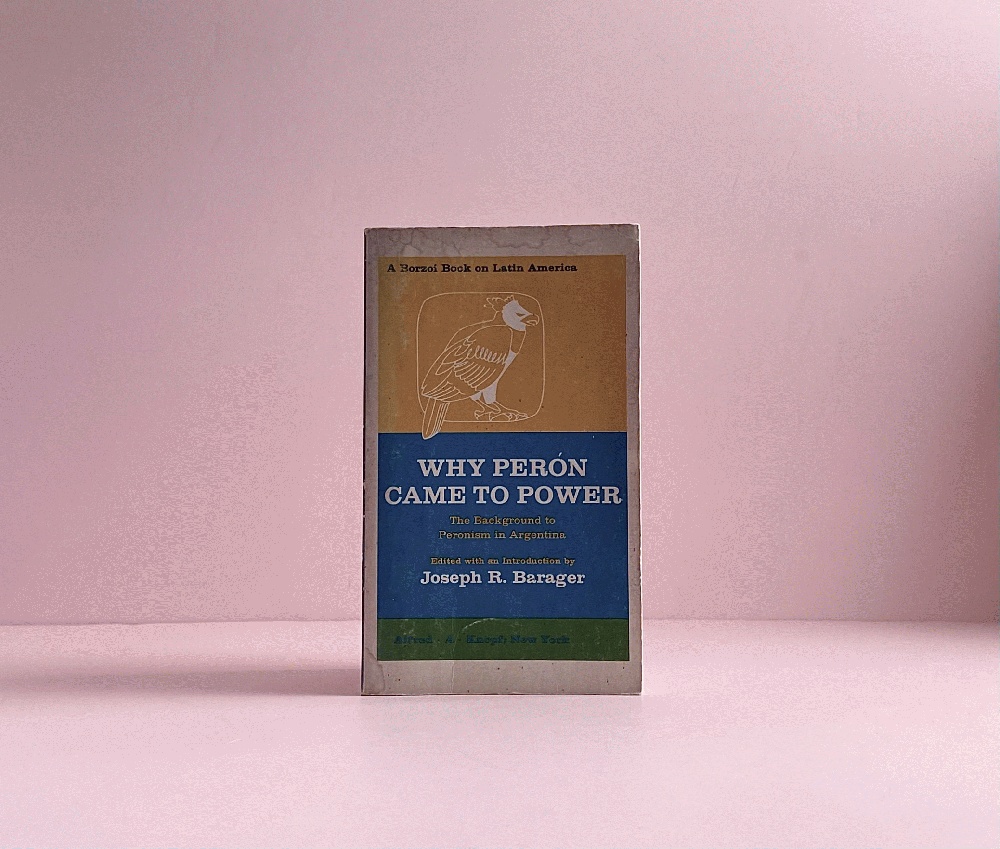 A Borzoi Book on Latin America
WHY PERÓN
CAME TO POWER
The Background to
Peronism in Argentina
Edited with an Introduction by
Joseph R. Barager
Alfred · A · Knopf: New York